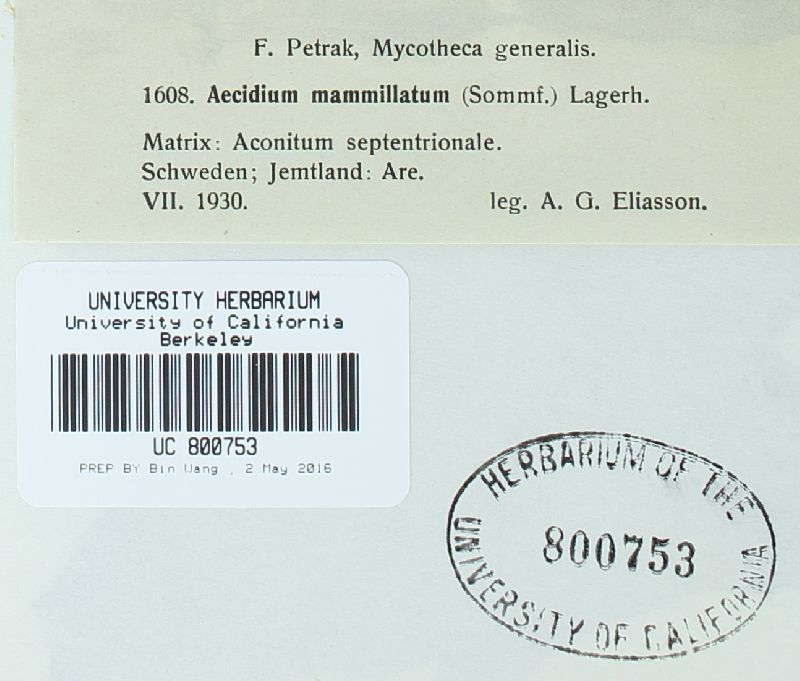 F. Petrak, Mycotheca generalis.
1608. Aecidium mammillatum (Sommf.) Lagerh.
Matrix: Aconitum septentrionale.
Schweden; Jemtland: Are.
VII. 1930. leg. A. G. Eliasson.
UNIVERSITY HERBARIUM
University of California
Berkeley
UC 800753
PREP BY Bin Wang , 2 May 2016
HERBARIUM OF THE
800753
UNIVERSITY OF CALIFORNIA